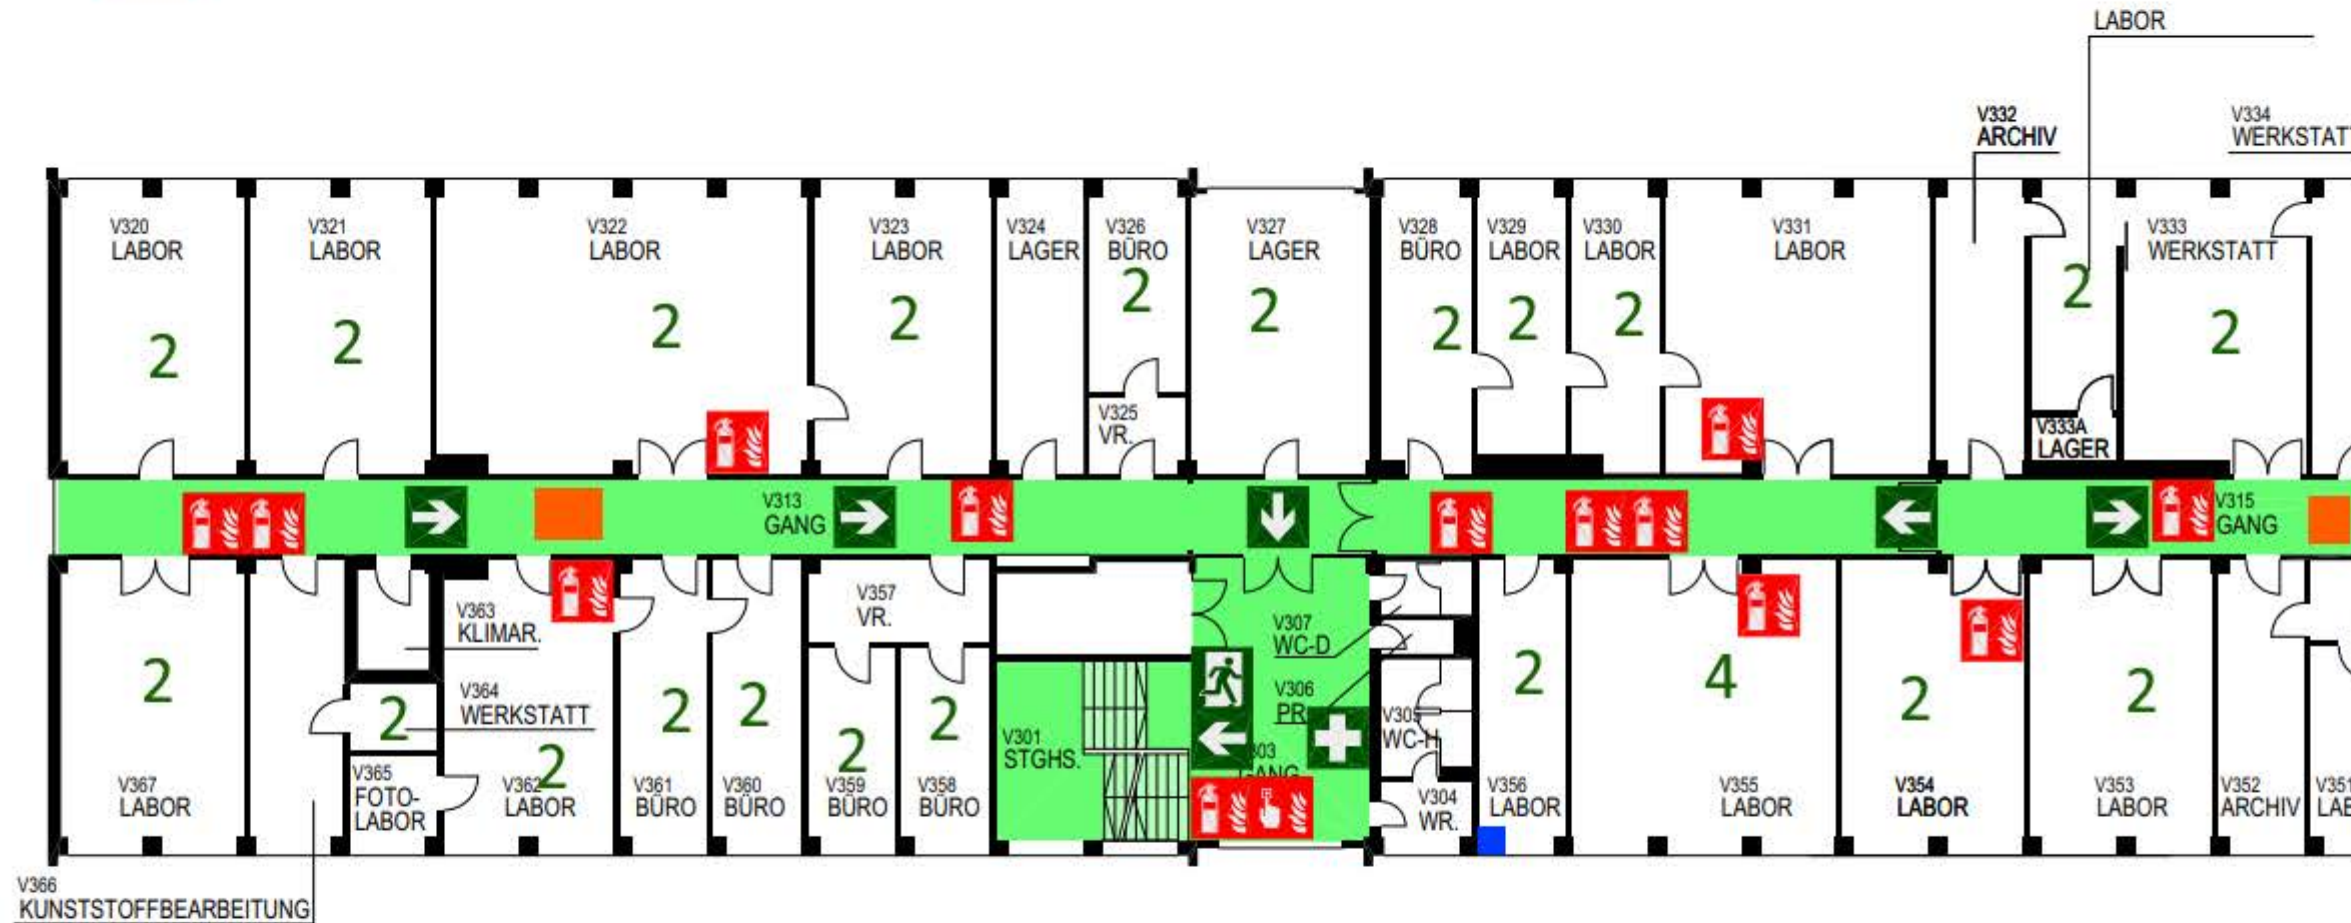 LABOR
V332
ARCHIV
V334
WERKSTATT
V320
LABOR
V321
LABOR
V322
LABOR
V323
LABOR
V324
LAGER
V326
BÜRO
V327
LAGER
V328
BÜRO
V329
LABOR
V330
LABOR
V331
LABOR
V333
WERKSTATT
2
2
2
2
2
2
2
2
2
2
2
V325
VR.
V333A
LAGER
V313
GANG
V315
GANG
V363
KLIMAR.
V357
VR.
V307
WC-D
V364
WERKSTATT
V306
PR.
V305
WC-H
V301
STGHS.
303
GANG
2
2
2
2
2
2
2
2
4
2
2
V367
LABOR
V365
FOTO-
LABOR
V362
LABOR
V361
BÜRO
V360
BÜRO
V359
BÜRO
V358
BÜRO
V304
WR.
V356
LABOR
V355
LABOR
V354
LABOR
V353
LABOR
V352
ARCHIV
V351
LAB
V366
KUNSTSTOFFBEARBEITUNG